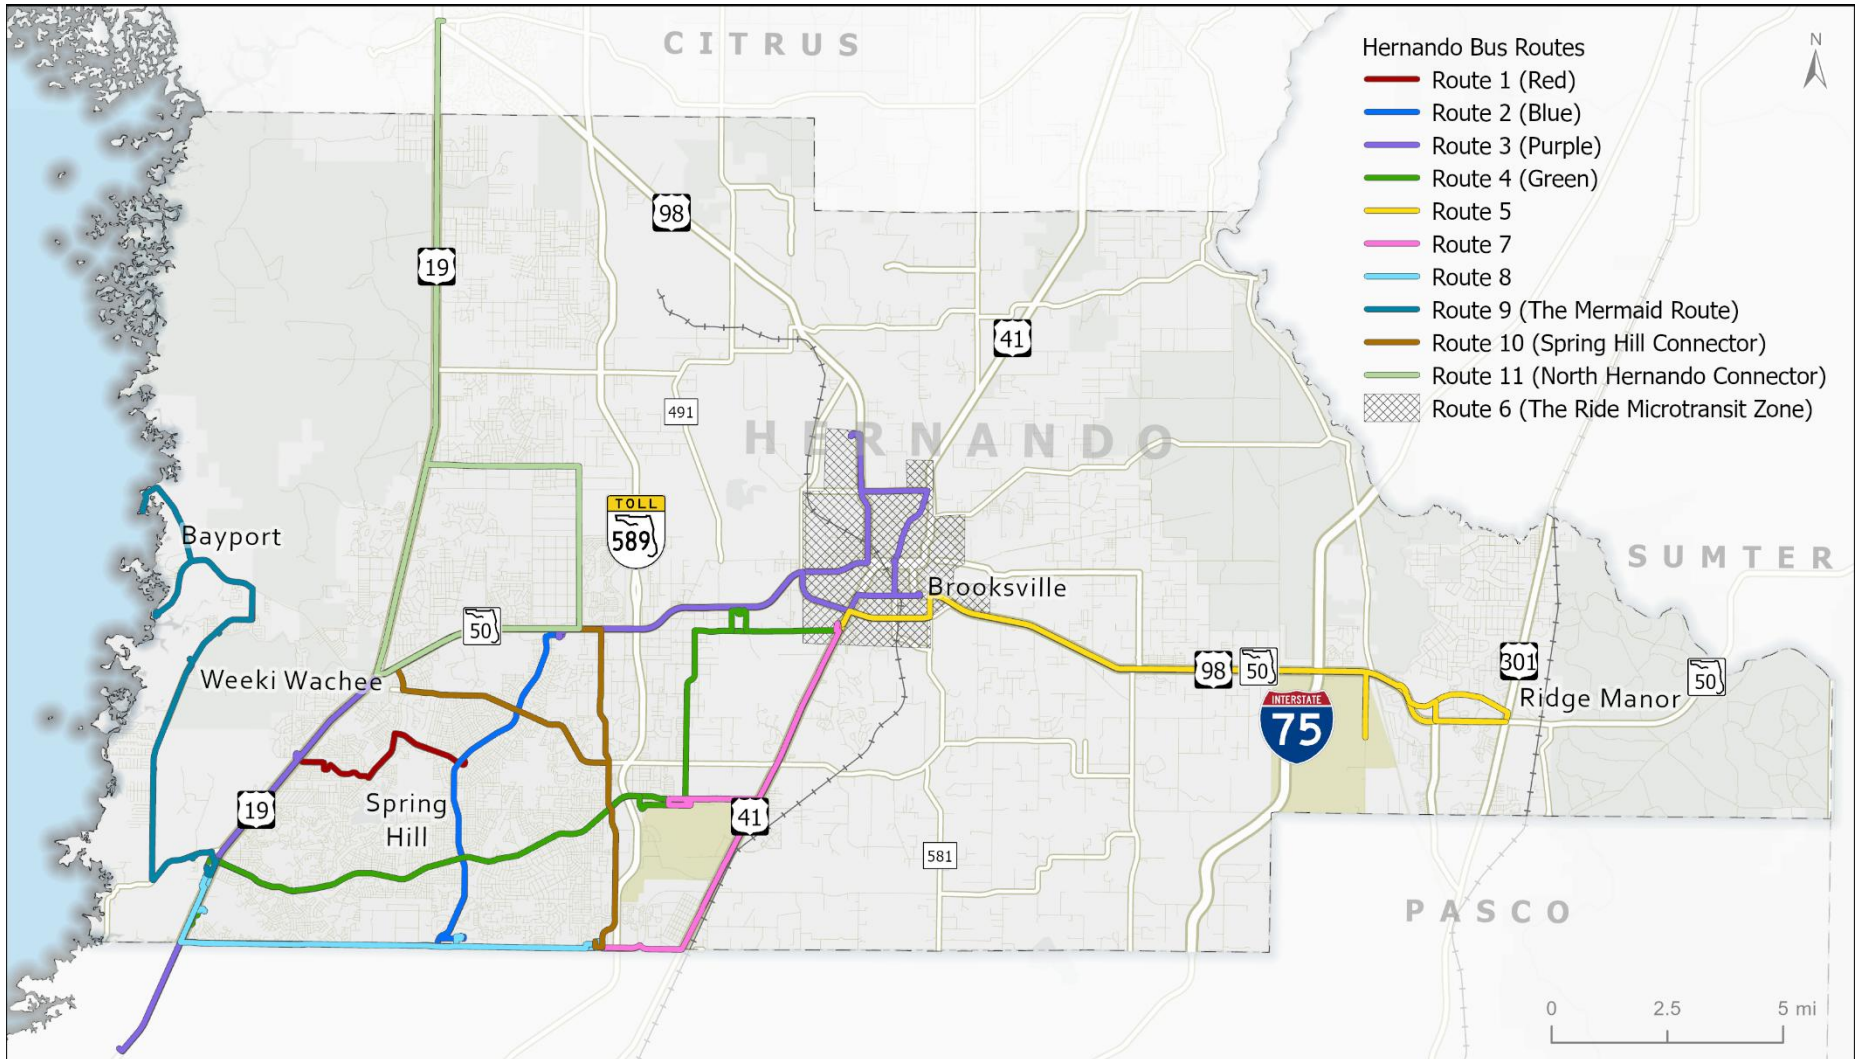 CITRUS
Hernando Bus Routes
N
Route 1 (Red)
Route 2 (Blue)
Route 3 (Purple)
Route 4 (Green)
Route 5
Route 7
Route 8
Route 9 (The Mermaid Route)
Route 10 (Spring Hill Connector)
Route 11 (North Hernando Connector)
Route 6 (The Ride Microtransit Zone)
98
19
41
491
HERNANDO
TOLL
589
Bayport
SUMTER
Brooksville
50
Weeki Wachee
98
50
301
50
Ridge Manor
INTERSTATE
75
19
Spring
Hill
41
581
PASCO
0 2.5 5 mi